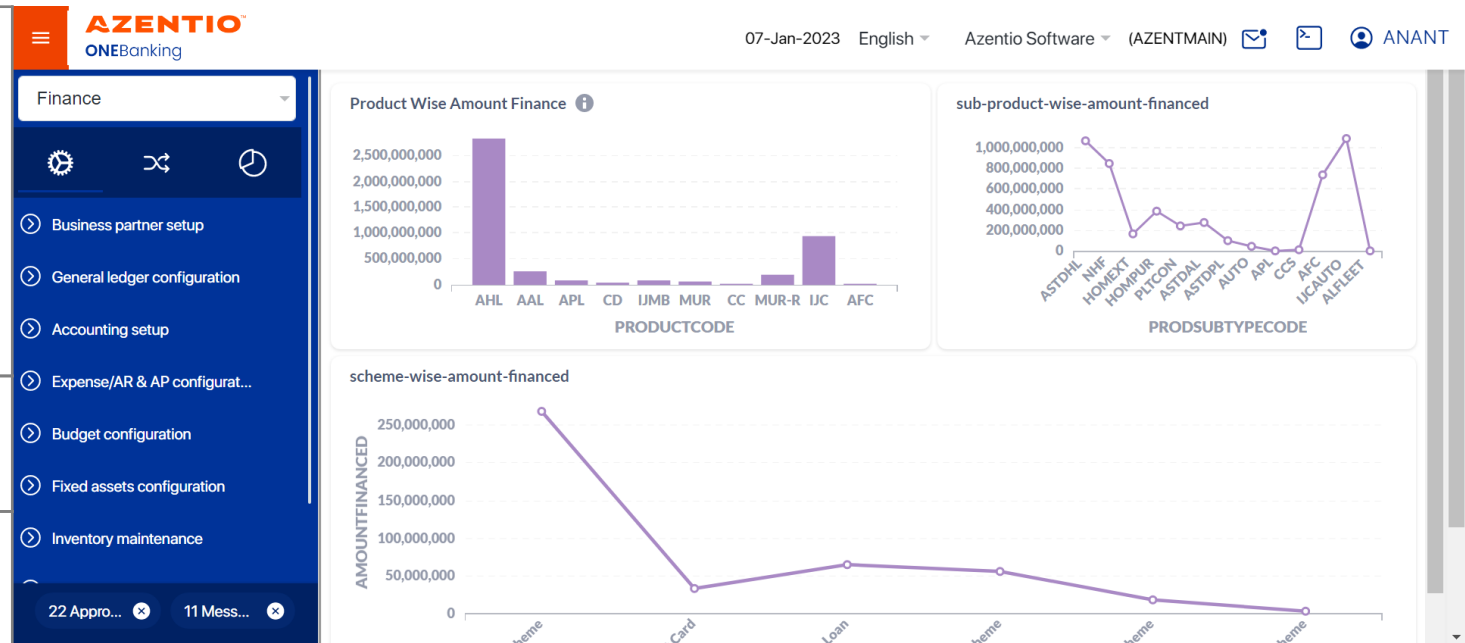 AZENTIO™
ONEBanking
07-Jan-2023 English Azentio Software (AZENTMAIN) ANANT
Finance
Business partner setup
General ledger configuration
Accounting setup
Expense/AR & AP configurat...
Budget configuration
Fixed assets configuration
Inventory maintenance
22 Appro... 11 Mess...
Product Wise Amount Finance
2,500,000,000
2,000,000,000
1,500,000,000
1,000,000,000
500,000,000
0
AHL AAL APL CD IJMB MUR CC MUR-R IJC AFC
PRODUCTCODE
sub-product-wise-amount-financed
1,000,000,000
800,000,000
600,000,000
400,000,000
200,000,000
0
ASTDHL NHF HOMEXT HOMPUR PLTCON ASTDAL ASTDPL AUTO APL CCS AFC IJCAUTO ALFLEET
PRODSUBTYPECODE
scheme-wise-amount-financed
AMOUNTFINANCED
250,000,000
200,000,000
150,000,000
100,000,000
50,000,000
0
heme Card Loan heme heme heme